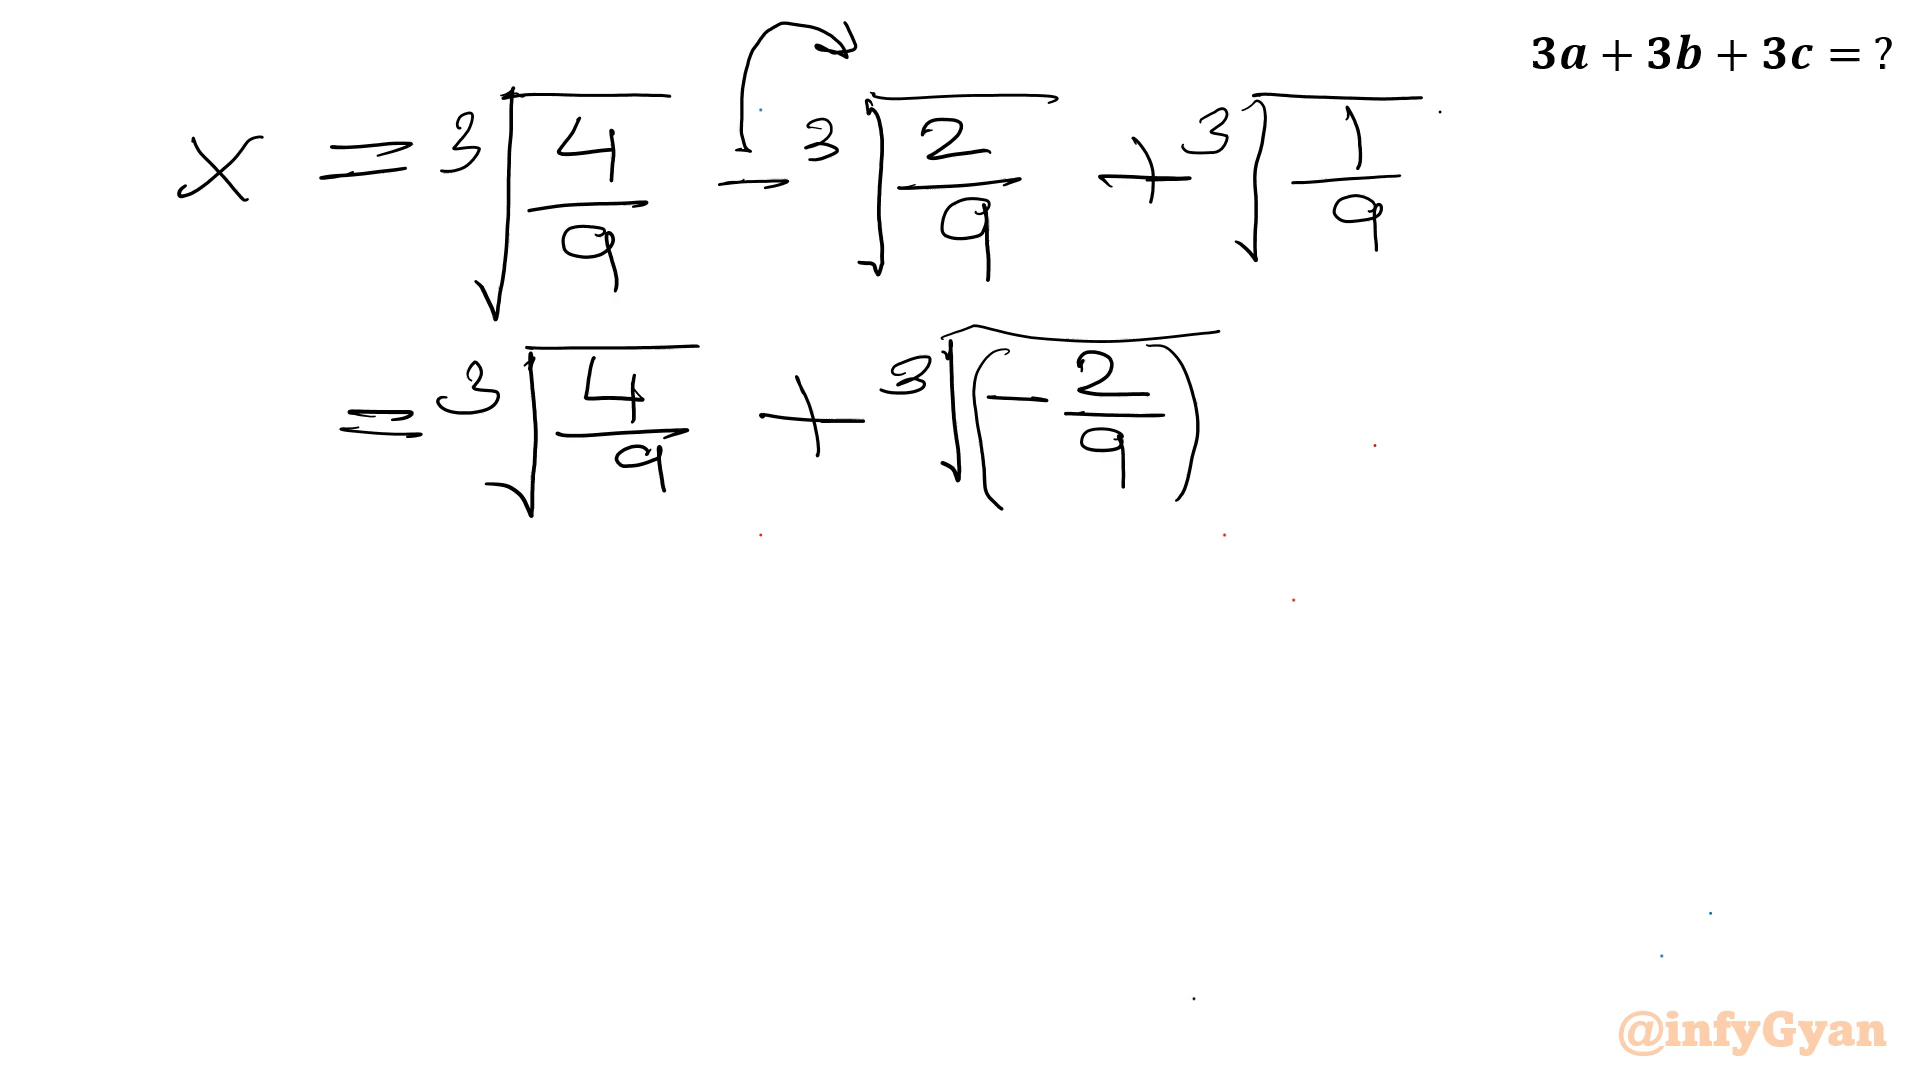 3a + 3b + 3c = ?
x = ∛(4/9) - ∛(2/9) + ∛(1/9)
= ∛(4/9) + ∛(-2/9)
@infyGyan